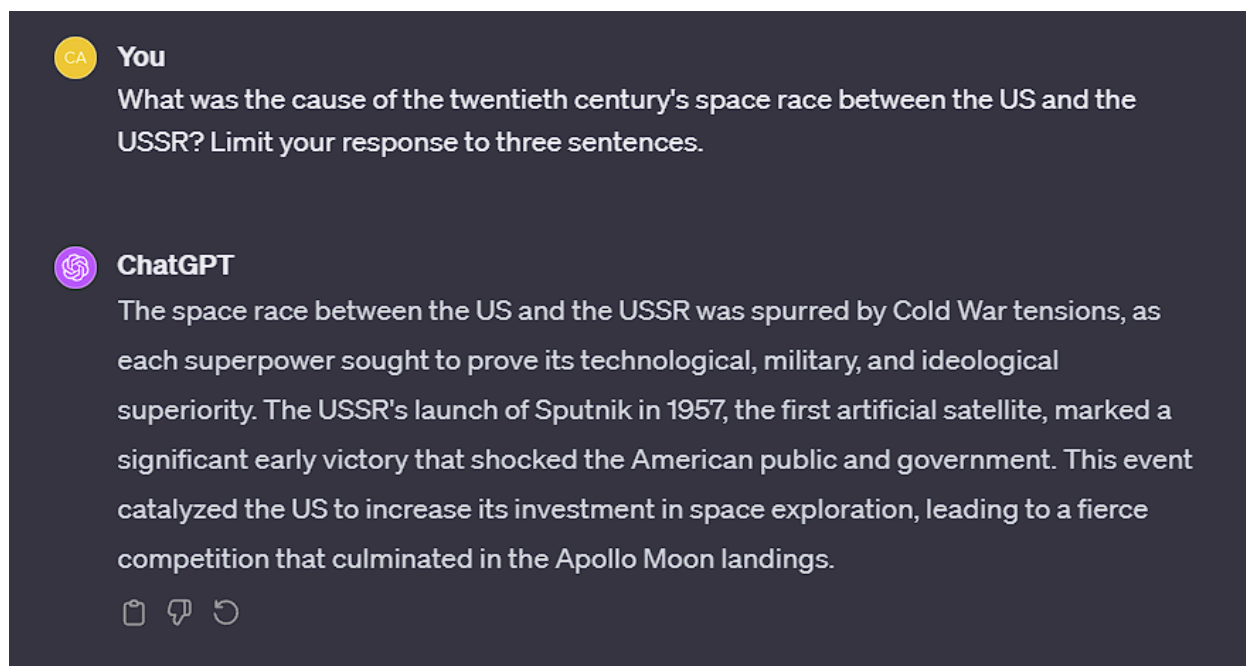 CA
You
What was the cause of the twentieth century's space race between the US and the
USSR? Limit your response to three sentences.
ChatGPT
The space race between the US and the USSR was spurred by Cold War tensions, as
each superpower sought to prove its technological, military, and ideological
superiority. The USSR's launch of Sputnik in 1957, the first artificial satellite, marked a
significant early victory that shocked the American public and government. This event
catalyzed the US to increase its investment in space exploration, leading to a fierce
competition that culminated in the Apollo Moon landings.